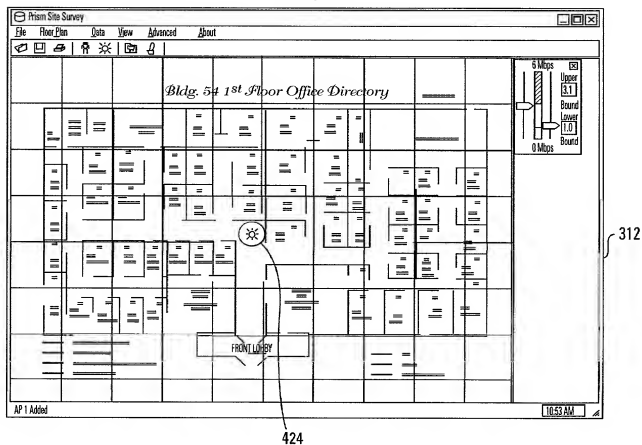 Prism Site Survey
File Floor Plan Data View Advanced About
Bldg. 54 1st Floor Office Directory
6 Mbps
Upper
3.1
Bound
Lower
1.0
Bound
0 Mbps
312
FRONT LOBBY
AP 1 Added
10:53 AM
424